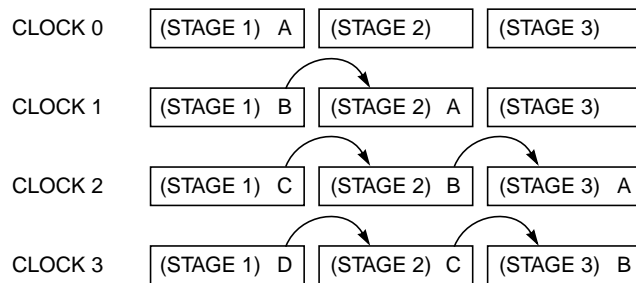 CLOCK 0 (STAGE 1) A (STAGE 2) (STAGE 3)
CLOCK 1 (STAGE 1) B (STAGE 2) A (STAGE 3)
CLOCK 2 (STAGE 1) C (STAGE 2) B (STAGE 3) A
CLOCK 3 (STAGE 1) D (STAGE 2) C (STAGE 3) B